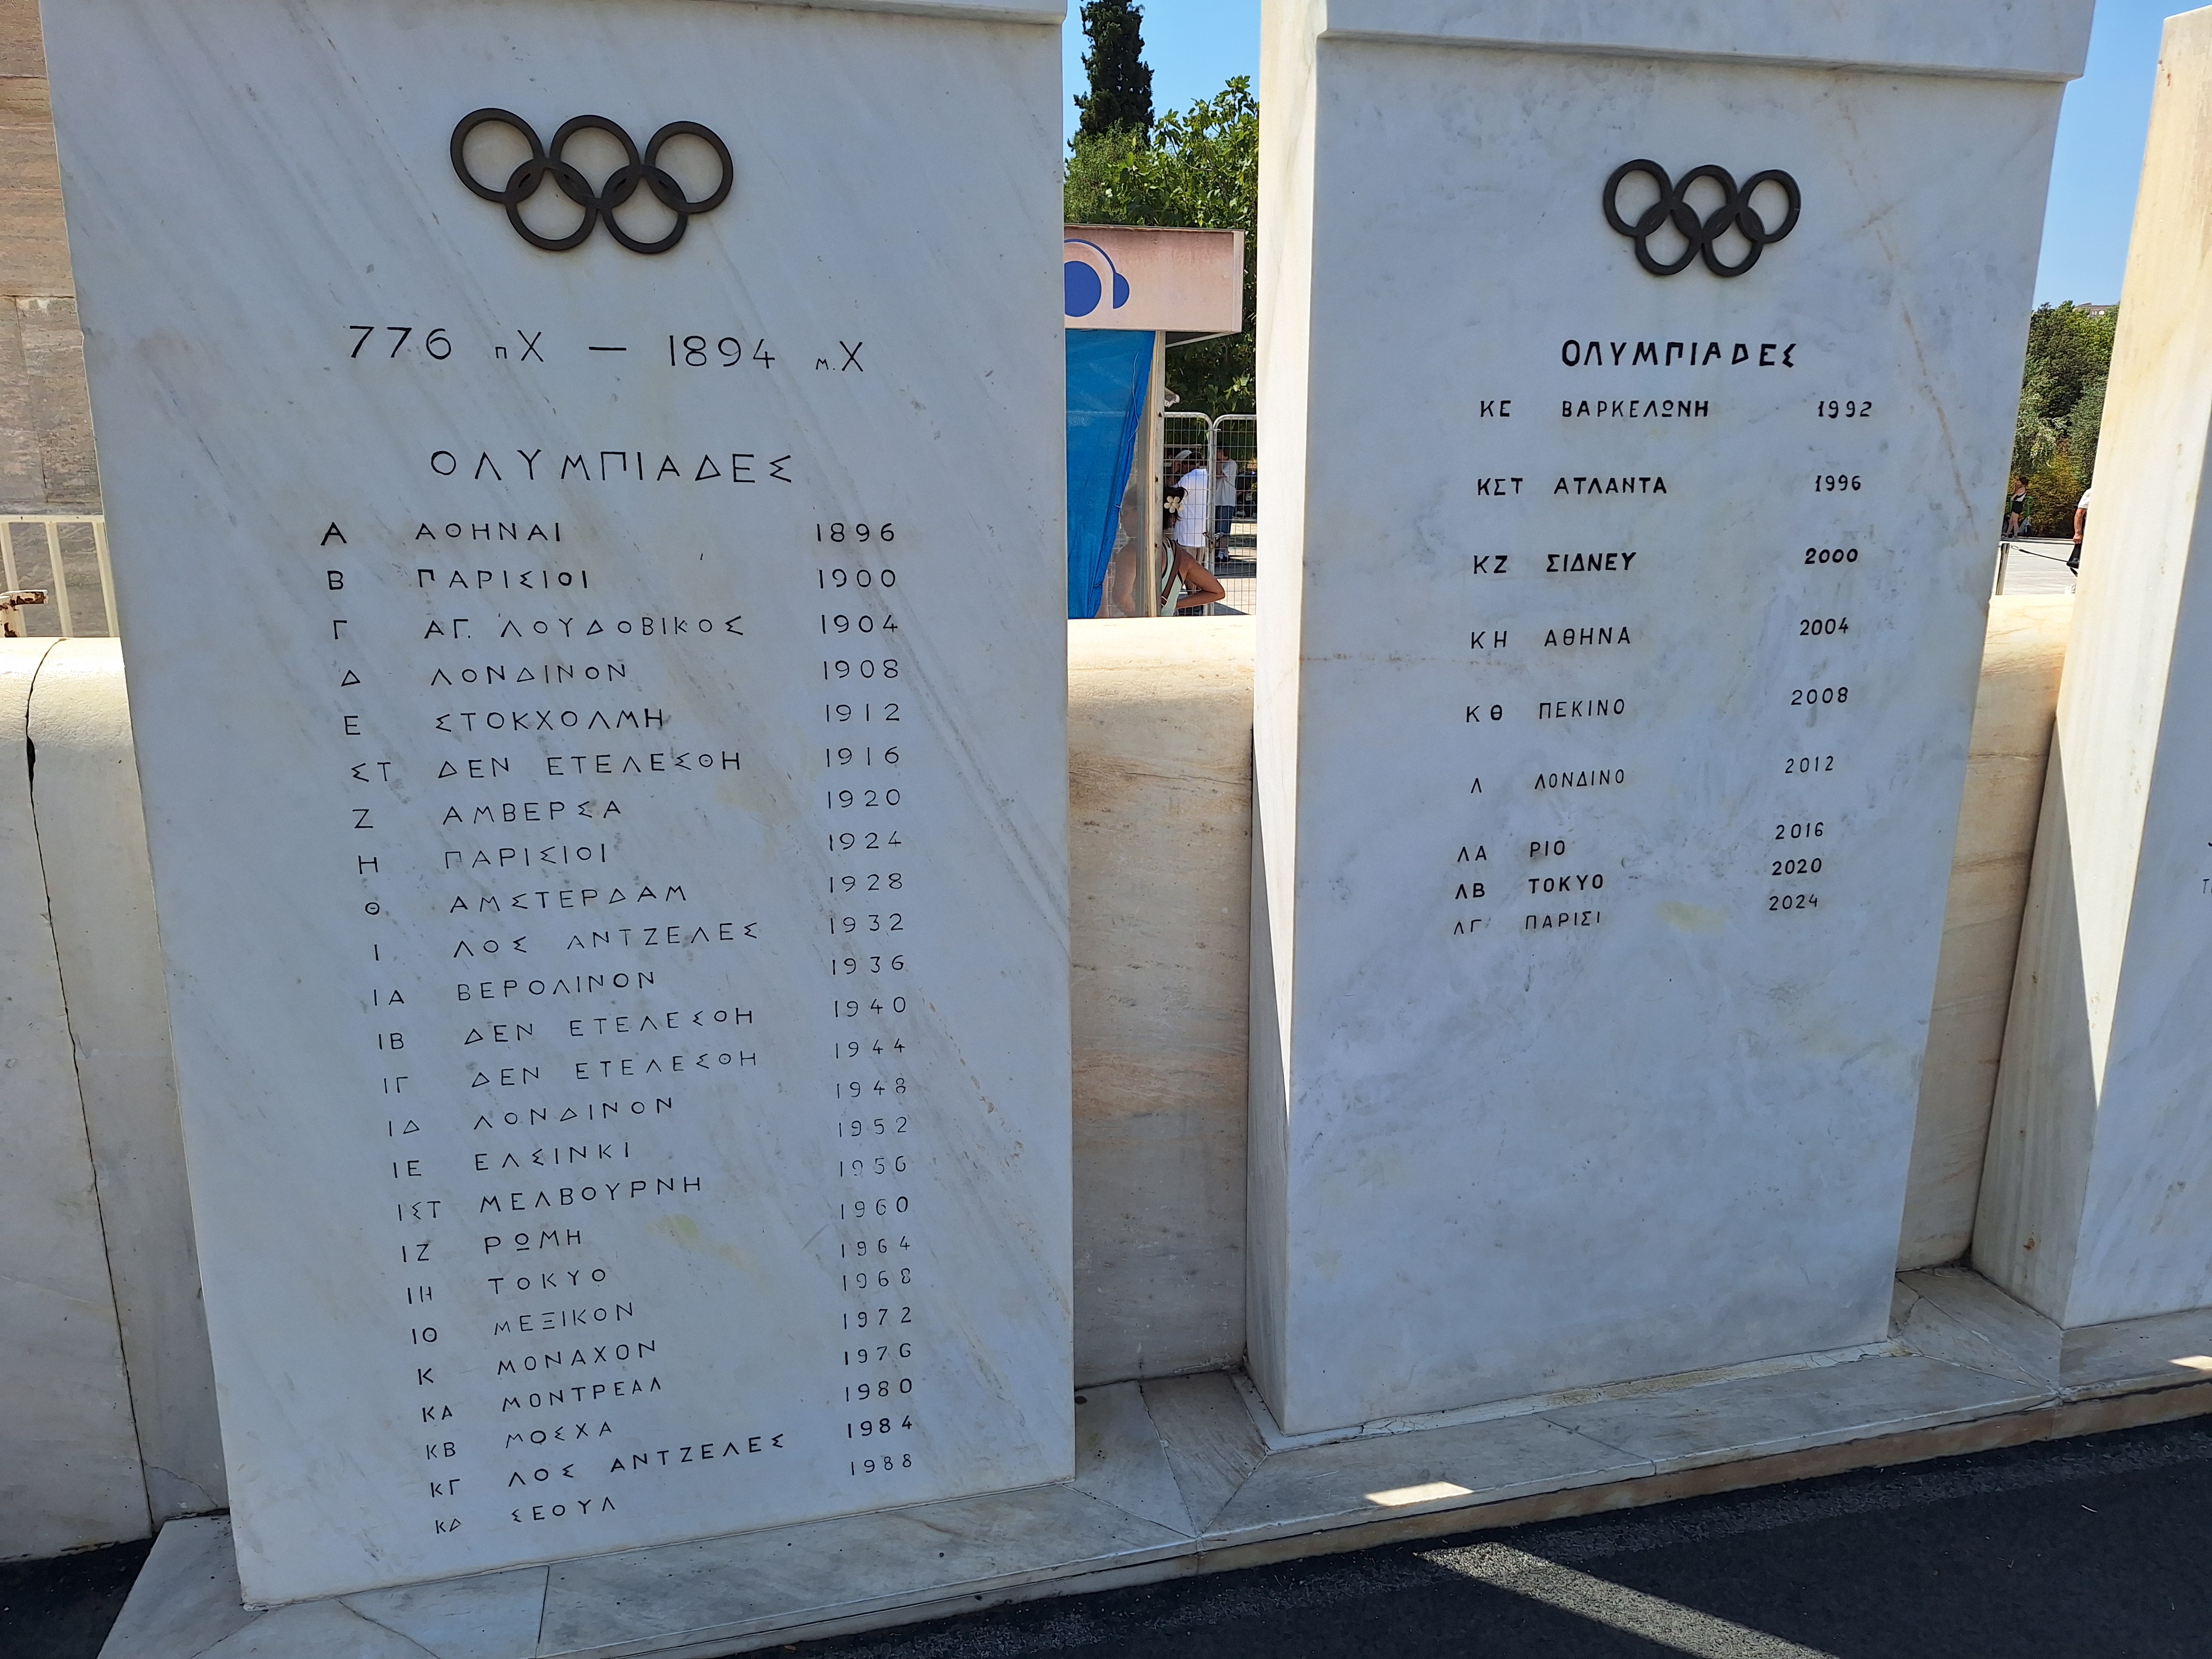 776 πΧ — 1894 μ.Χ
ΟΛΥΜΠΙΑΔΕΣ
Α ΑΘΗΝΑΙ 1896
Β ΠΑΡΙΣΙΟΙ 1900
Γ ΑΓ. ΛΟΥΔΟΒΙΚΟΣ 1904
Δ ΛΟΝΔΙΝΟΝ 1908
Ε ΣΤΟΚΧΟΛΜΗ 1912
ΣΤ ΔΕΝ ΕΤΕΛΕΣΘΗ 1916
Ζ ΑΜΒΕΡΣΑ 1920
Η ΠΑΡΙΣΙΟΙ 1924
Θ ΑΜΣΤΕΡΔΑΜ 1928
Ι ΛΟΣ ΑΝΤΖΕΛΕΣ 1932
ΙΑ ΒΕΡΟΛΙΝΟΝ 1936
ΙΒ ΔΕΝ ΕΤΕΛΕΣΘΗ 1940
ΙΓ ΔΕΝ ΕΤΕΛΕΣΘΗ 1944
ΙΔ ΛΟΝΔΙΝΟΝ 1948
ΙΕ ΕΛΣΙΝΚΙ 1952
ΙΣΤ ΜΕΛΒΟΥΡΝΗ 1956
ΙΖ ΡΩΜΗ 1960
ΙΗ ΤΟΚΥΟ 1964
ΙΘ ΜΕΞΙΚΟΝ 1968
Κ ΜΟΝΑΧΟΝ 1972
ΚΑ ΜΟΝΤΡΕΑΛ 1976
ΚΒ ΜΟΣΧΑ 1980
ΚΓ ΛΟΣ ΑΝΤΖΕΛΕΣ 1984
ΚΔ ΣΕΟΥΛ 1988
ΟΛΥΜΠΙΑΔΕΣ
ΚΕ ΒΑΡΚΕΛΩΝΗ 1992
ΚΣΤ ΑΤΛΑΝΤΑ 1996
ΚΖ ΣΙΔΝΕΥ 2000
ΚΗ ΑΘΗΝΑ 2004
ΚΘ ΠΕΚΙΝΟ 2008
Λ ΛΟΝΔΙΝΟ 2012
ΛΑ ΡΙΟ 2016
ΛΒ ΤΟΚΥΟ 2020
ΛΓ ΠΑΡΙΣΙ 2024